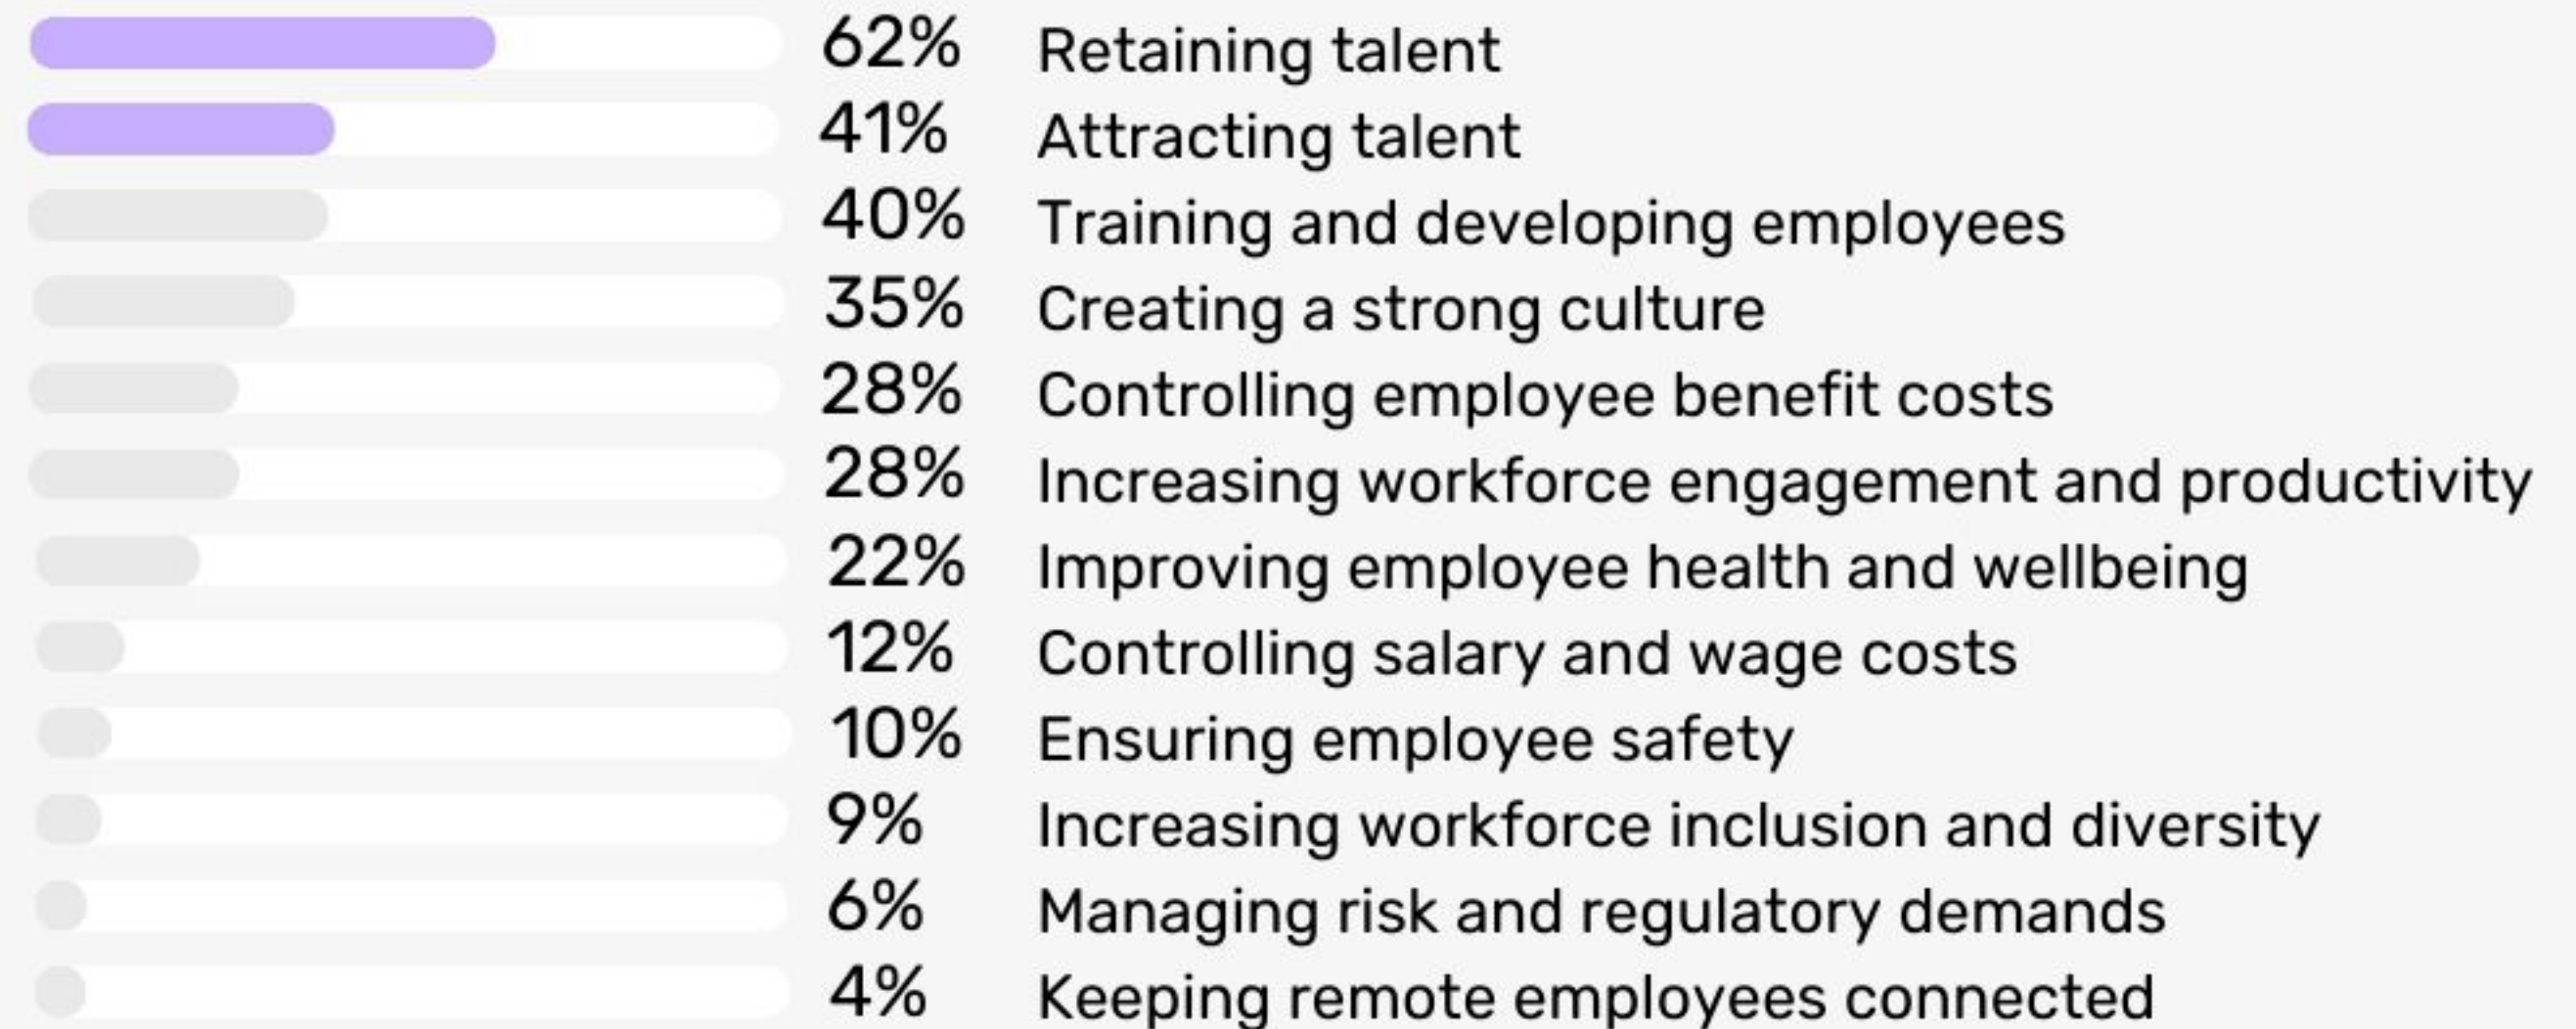 62% Retaining talent
41% Attracting talent
40% Training and developing employees
35% Creating a strong culture
28% Controlling employee benefit costs
28% Increasing workforce engagement and productivity
22% Improving employee health and wellbeing
12% Controlling salary and wage costs
10% Ensuring employee safety
9% Increasing workforce inclusion and diversity
6% Managing risk and regulatory demands
4% Keeping remote employees connected